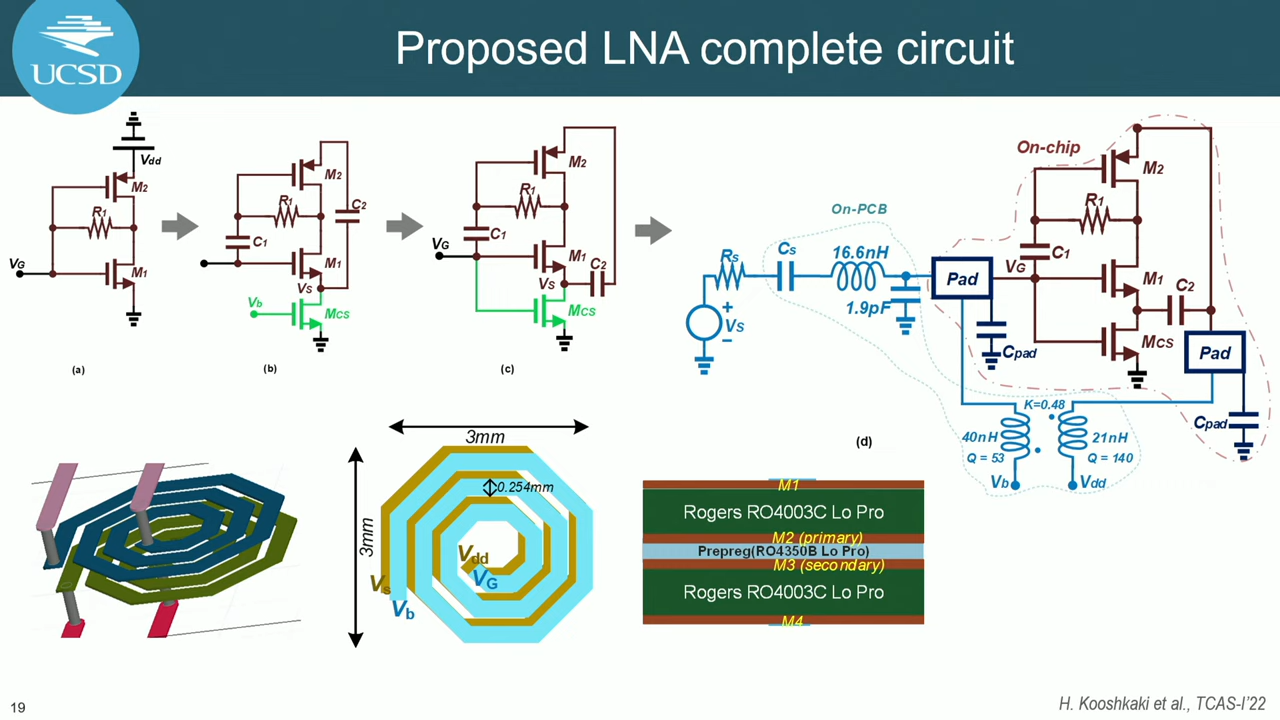 UCSD
Proposed LNA complete circuit
Vdd
M2
R1
VG
M1
(a)
M2
R1
C2
C1
M1
VS
Vb
MCS
(b)
M2
R1
VG
C1
M1
VS
C2
MCS
(c)
On-chip
On-PCB
RS
CS
16.6nH
1.9pF
+
VS
−
Pad
Cpad
M2
R1
VG
C1
M1
C2
MCS
Pad
Cpad
K=0.48
40nH
21nH
Q = 53
Q = 140
Vb
Vdd
(d)
3mm
3mm
0.254mm
Vdd
VG
Vs
Vb
M1
Rogers RO4003C Lo Pro
M2 (primary)
Prepreg(RO4350B Lo Pro)
M3 (secondary)
Rogers RO4003C Lo Pro
M4
19
H. Kooshkaki et al., TCAS-I'22